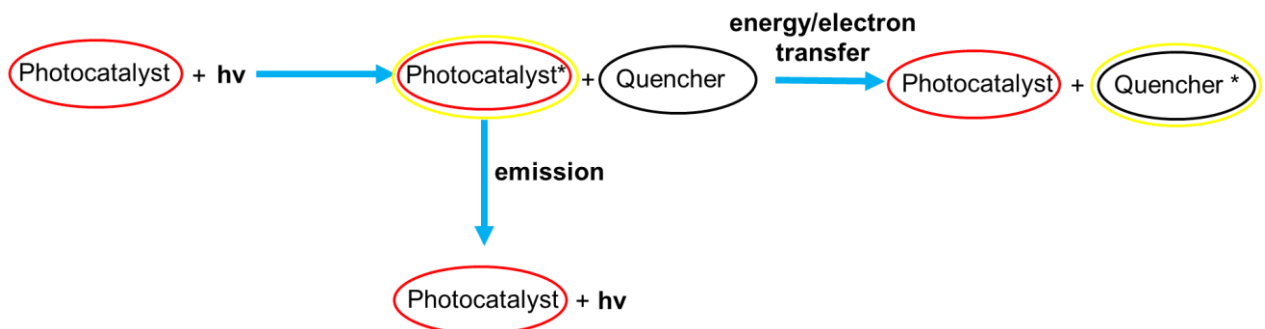 energy/electron
transfer
Photocatalyst + hv Photocatalyst* + Quencher Photocatalyst + Quencher *
emission
Photocatalyst + hv